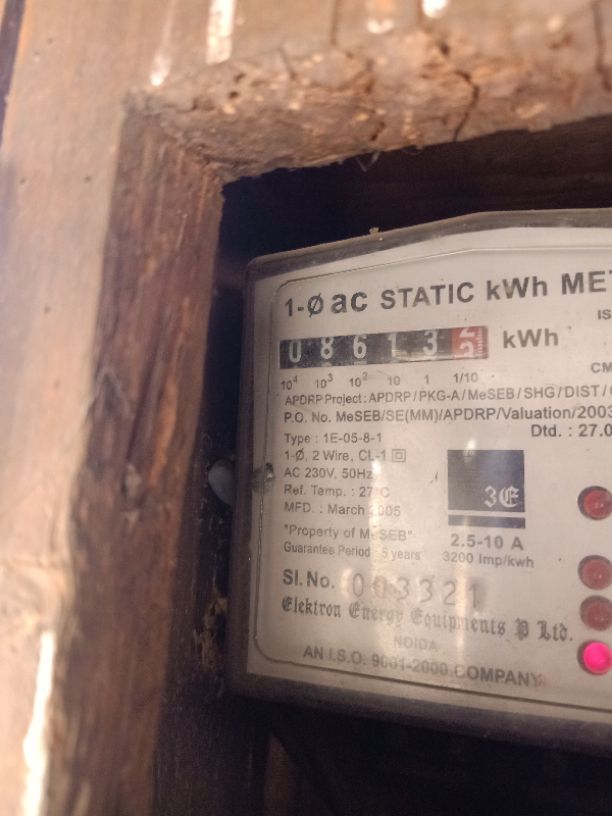 1-Ø ac STATIC kWh
08613 kWh
10⁴ 10³ 10² 10 1 1/10
APDRP Project : APDRP / PKG-A / MeSEB / SHG / DIST /
P.O. No. MeSEB/SE(MM)/APDRP/Valuation/2003
Dtd. : 27.0
Type : 1E-05-8-1
1-Ø, 2 Wire, CL-1
AC 230V, 50Hz
Ref. Temp. : 27°C
MFD. : March 2005
3E
"Property of MeSEB"
Guarantee Period : 5 years
2.5-10 A
3200 Imp/kwh
Sl. No. 003321
Elektron Energy Equipments P Ltd.
NOIDA
AN I.S.O. 9001-2000 COMPANY